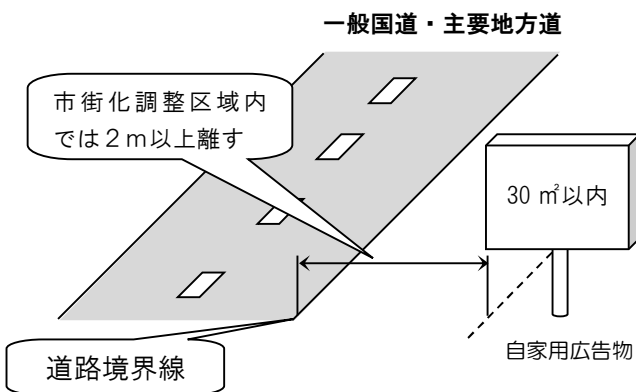 一般国道・主要地方道
市街化調整区域内
では２ｍ以上離す
30 ㎡以内
自家用広告物
道路境界線